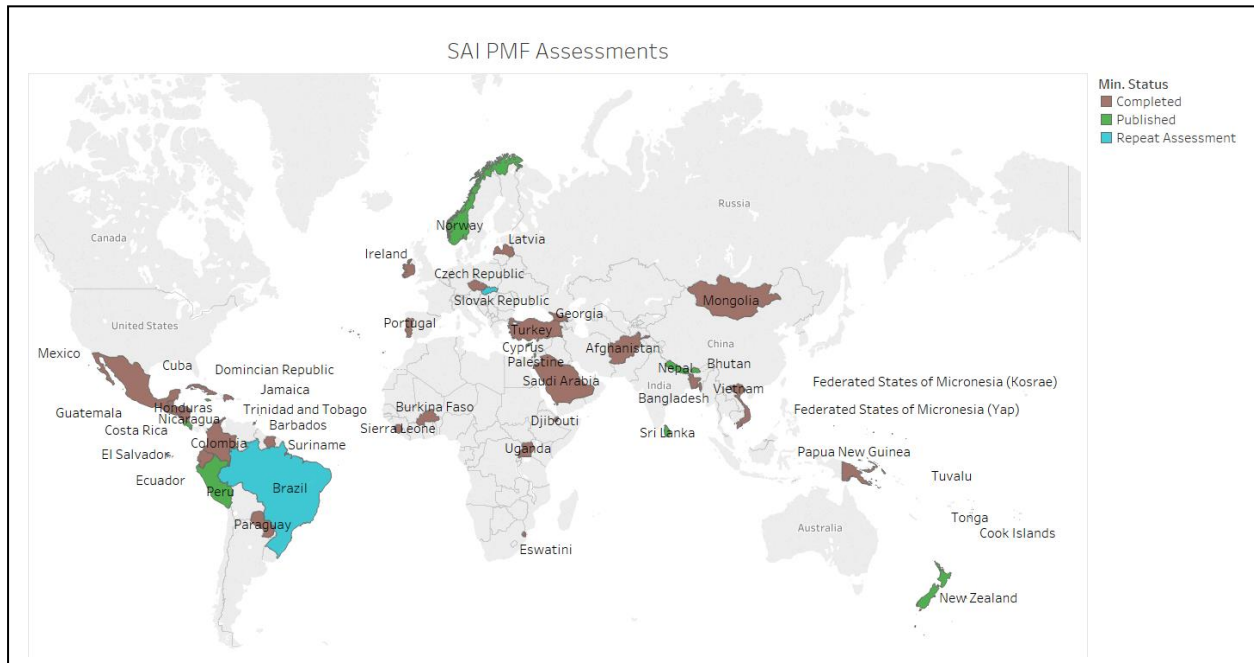 SAI PMF Assessments
Min. Status
Completed
Published
Repeat Assessment
Canada
Russia
Norway
Latvia
Ireland
Czech Republic
Slovak Republic
Mongolia
United States
Georgia
Portugal
Turkey
China
Cyprus
Afghanistan
Mexico
Cuba
Palestine
Nepal
Bhutan
Domincian Republic
Saudi Arabia
Jamaica
India
Vietnam
Federated States of Micronesia (Kosrae)
Bangladesh
Guatemala
Honduras
Nicaragua
Trinidad and Tobago
Burkina Faso
Federated States of Micronesia (Yap)
Costa Rica
Barbados
Sierra Leone
Djibouti
Sri Lanka
Colombia
Suriname
Uganda
El Salvador
Papua New Guinea
Ecuador
Peru
Brazil
Tuvalu
Paraguay
Australia
Tonga
Cook Islands
Eswatini
New Zealand